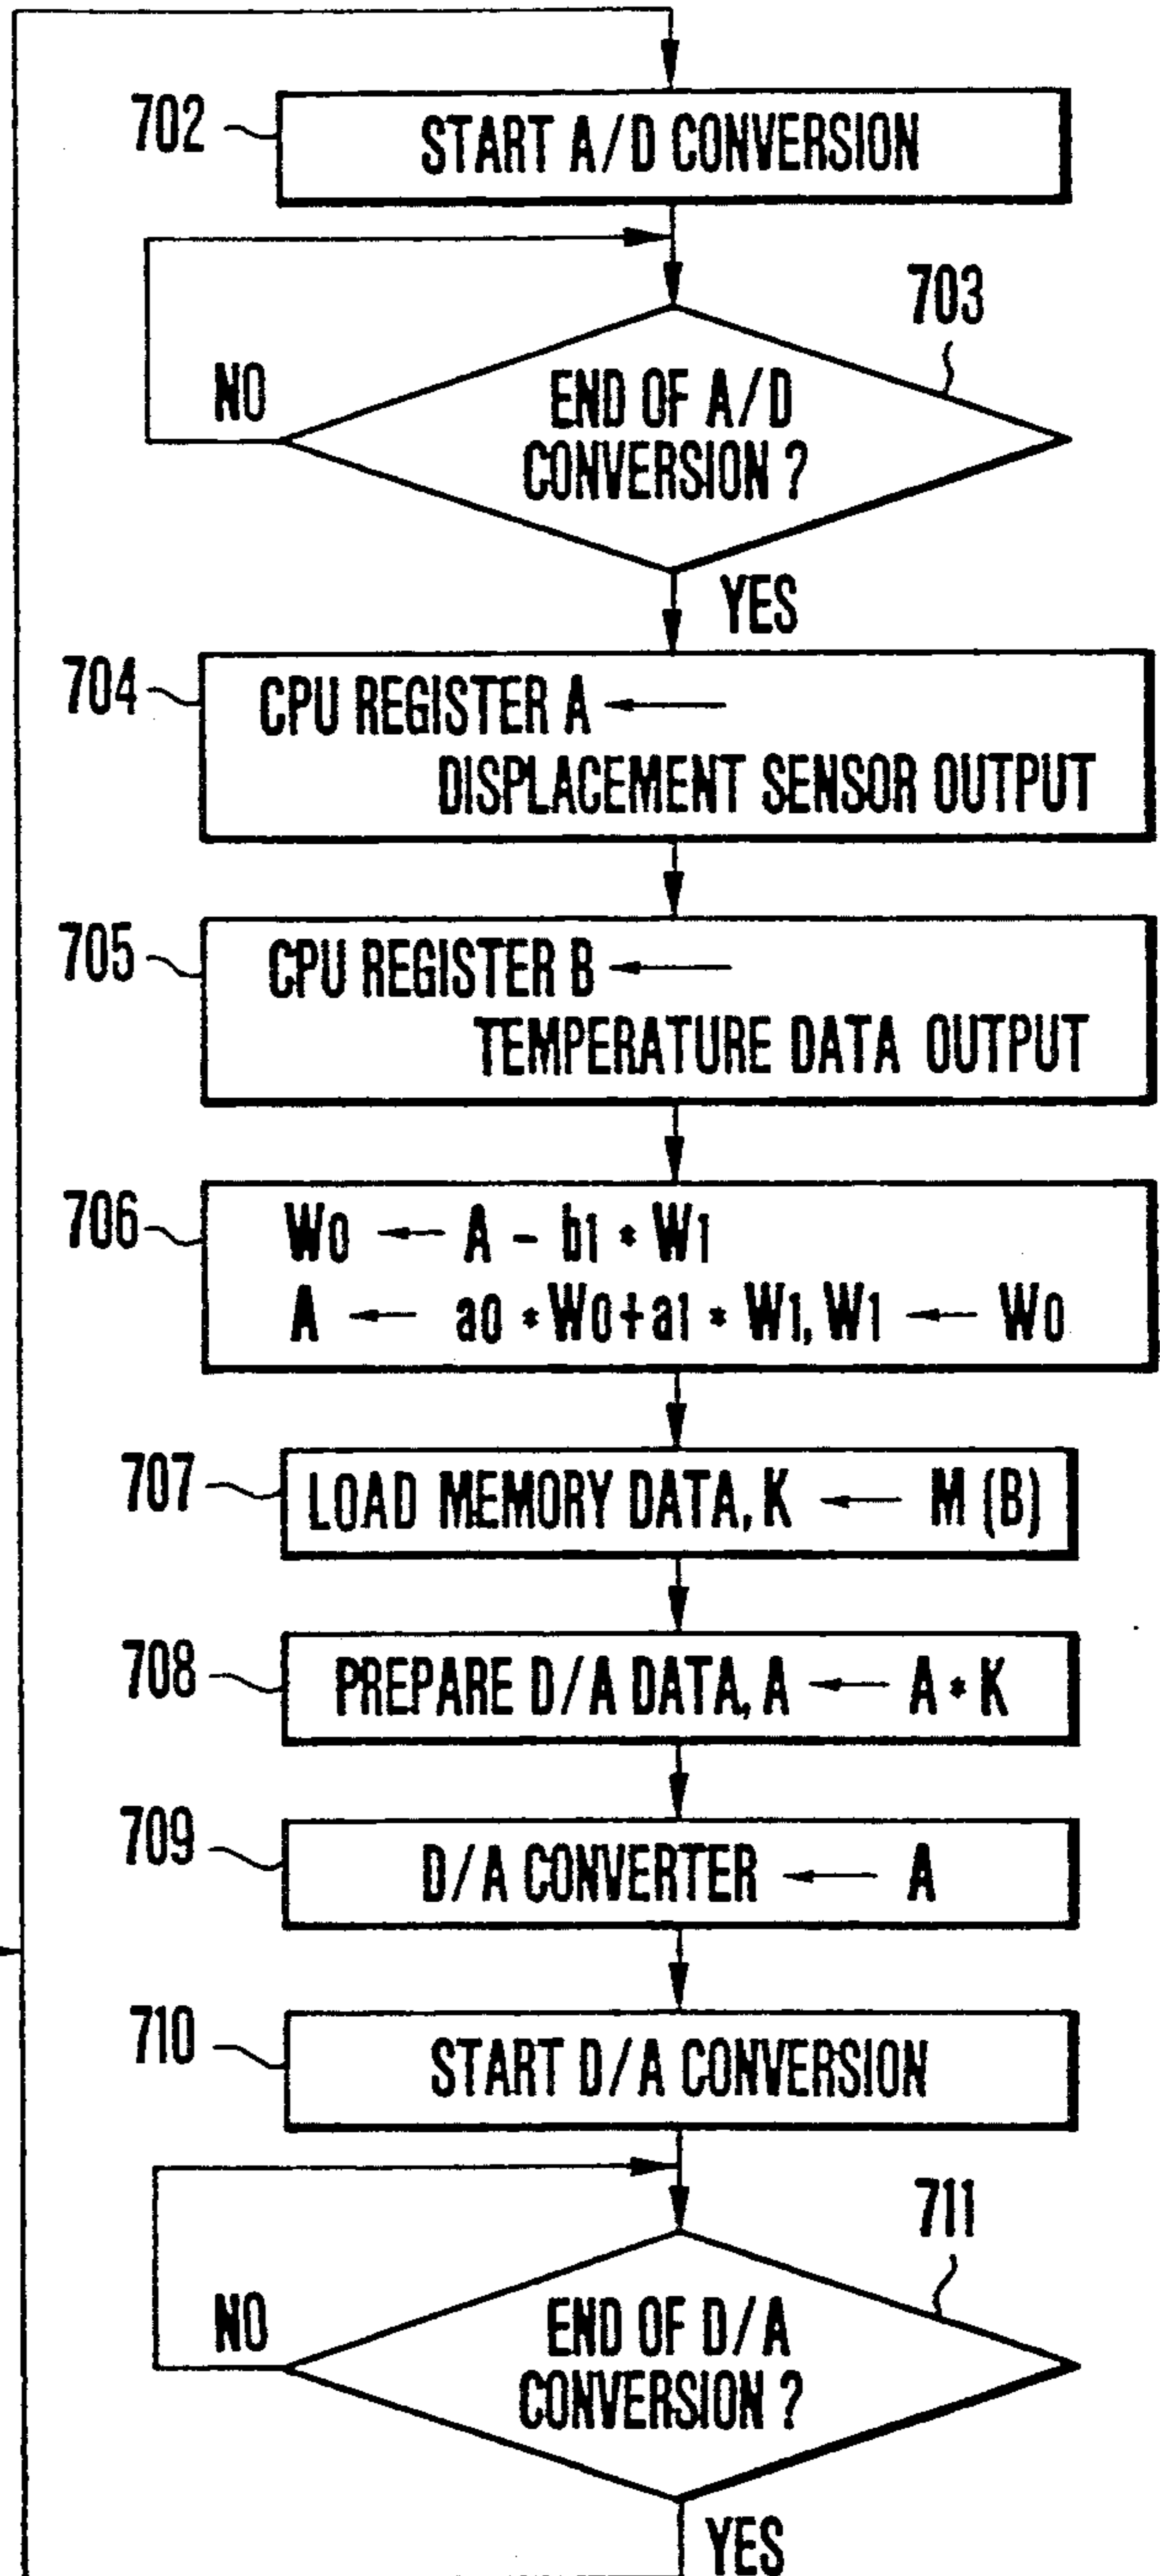 702
START A/D CONVERSION
703
NO
END OF A/D
CONVERSION ?
YES
704
CPU REGISTER A ←
DISPLACEMENT SENSOR OUTPUT
705
CPU REGISTER B ←
TEMPERATURE DATA OUTPUT
706
W0 ← A - b1 * W1
A ← a0 * W0+a1 * W1, W1 ← W0
707
LOAD MEMORY DATA, K ← M (B)
708
PREPARE D/A DATA, A ← A * K
709
D/A CONVERTER ← A
710
START D/A CONVERSION
711
NO
END OF D/A
CONVERSION ?
YES